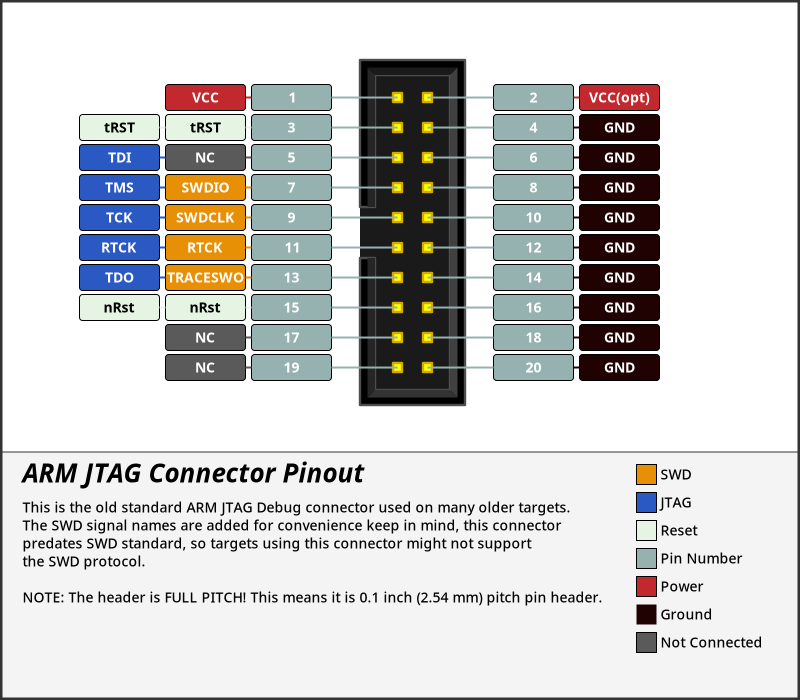 VCC 1 2 VCC(opt)
tRST tRST 3 4 GND
TDI NC 5 6 GND
TMS SWDIO 7 8 GND
TCK SWDCLK 9 10 GND
RTCK RTCK 11 12 GND
TDO TRACESWO 13 14 GND
nRst nRst 15 16 GND
NC 17 18 GND
NC 19 20 GND
ARM JTAG Connector Pinout
This is the old standard ARM JTAG Debug connector used on many older targets.
The SWD signal names are added for convenience keep in mind, this connector
predates SWD standard, so targets using this connector might not support
the SWD protocol.
NOTE: The header is FULL PITCH! This means it is 0.1 inch (2.54 mm) pitch pin header.
SWD
JTAG
Reset
Pin Number
Power
Ground
Not Connected